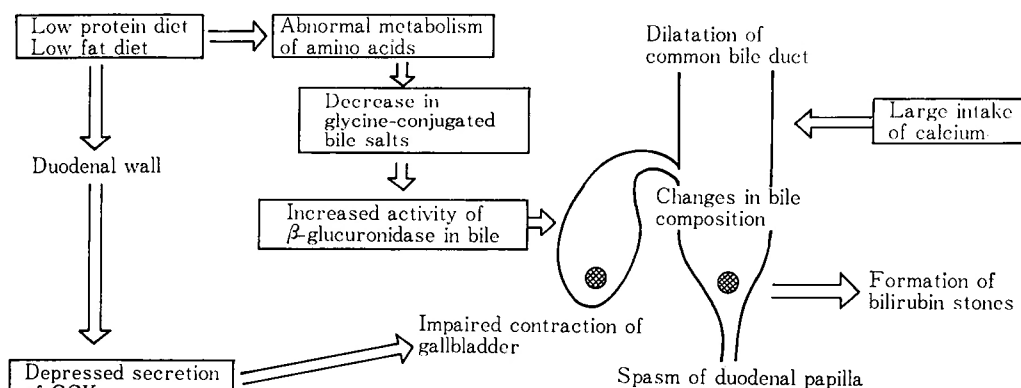 Low protein diet
Low fat diet
Abnormal metabolism
of amino acids
Decrease in
glycine-conjugated
bile salts
Duodenal wall
Increased activity of
β-glucuronidase in bile
Dilatation of
common bile duct
Large intake
of calcium
Changes in bile
composition
Formation of
bilirubin stones
Impaired contraction of
gallbladder
Depressed secretion
Spasm of duodenal papilla